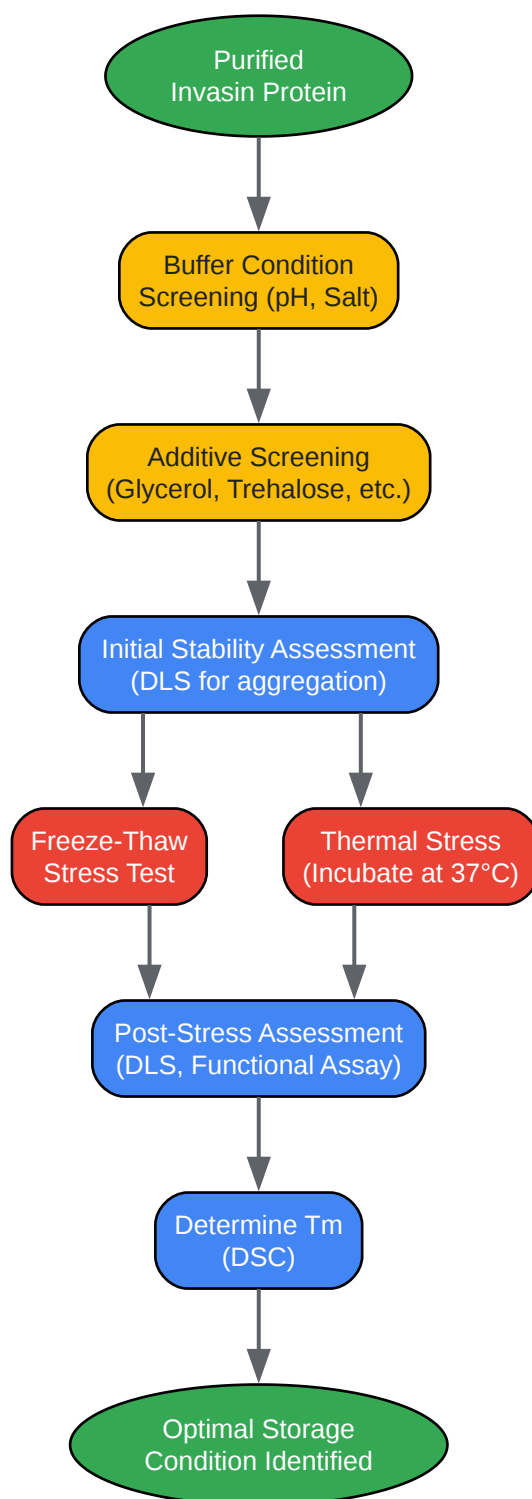 Purified
Invasin Protein
Buffer Condition
Screening (pH, Salt)
Additive Screening
(Glycerol, Trehalose, etc.)
Initial Stability Assessment
(DLS for aggregation)
Freeze-Thaw
Stress Test
Thermal Stress
(Incubate at 37°C)
Post-Stress Assessment
(DLS, Functional Assay)
Determine Tm
(DSC)
Optimal Storage
Condition Identified